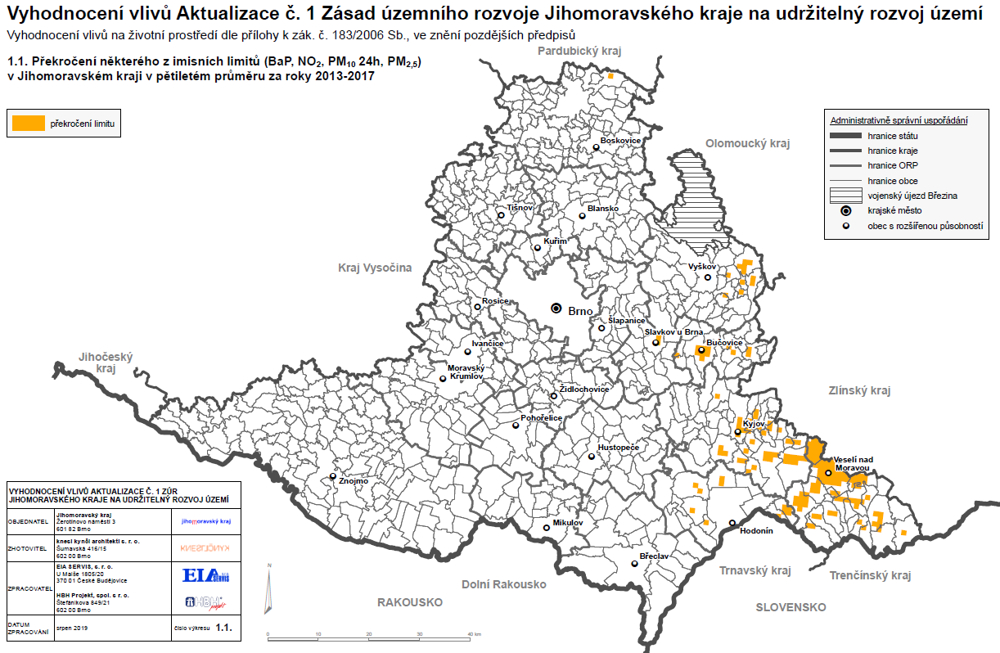 Vyhodnocení vlivů Aktualizace č. 1 Zásad územního rozvoje Jihomoravského kraje na udržitelný rozvoj území
Vyhodnocení vlivů na životní prostředí dle přílohy k zák. č. 183/2006 Sb., ve znění pozdějších předpisů
1.1. Překročení některého z imisních limitů (BaP, NO₂, PM₁₀ 24h, PM₂,₅)
v Jihomoravském kraji v pětiletém průměru za roky 2013-2017
překročení limitu
Administrativně správní uspořádání
hranice státu
hranice kraje
hranice ORP
hranice obce
vojenský újezd Březina
krajské město
obec s rozšířenou působností
Pardubický kraj
Boskovice
Olomoucký kraj
Tišnov
Blansko
Kuřim
Kraj Vysočina
Vyškov
Rosice
Brno
Šlapanice
Slavkov u Brna
Bučovice
Ivančice
Jihočeský
kraj
Moravský
Krumlov
Židlochovice
Zlínský kraj
Pohořelice
Kyjov
Hustopeče
Veselí nad
Moravou
Znojmo
Mikulov
Hodonín
Břeclav
Trnavský kraj
Trenčínský kraj
Dolní Rakousko
RAKOUSKO
SLOVENSKO
VYHODNOCENÍ VLIVŮ AKTUALIZACE Č. 1 ZÚR
JIHOMORAVSKÉHO KRAJE NA UDRŽITELNÝ ROZVOJ ÚZEMÍ
OBJEDNATEL
Jihomoravský kraj
Žerotínovo náměstí 3
601 82 Brno
jihomoravský kraj
ZHOTOVITEL
knesl kynčl architekti s. r. o.
Šumavská 416/15
602 00 Brno
ZPRACOVATEL
EIA SERVIS, s. r. o.
U Malše 1805/20
370 01 České Budějovice
EIA SERVIS
HBH Projekt, spol. s r. o.
Štefánikova 849/21
602 00 Brno
HBH projekt
DATUM
ZPRACOVÁNÍ
srpen 2019
číslo výkresu 1.1.
N
0 10 20 30 40 km